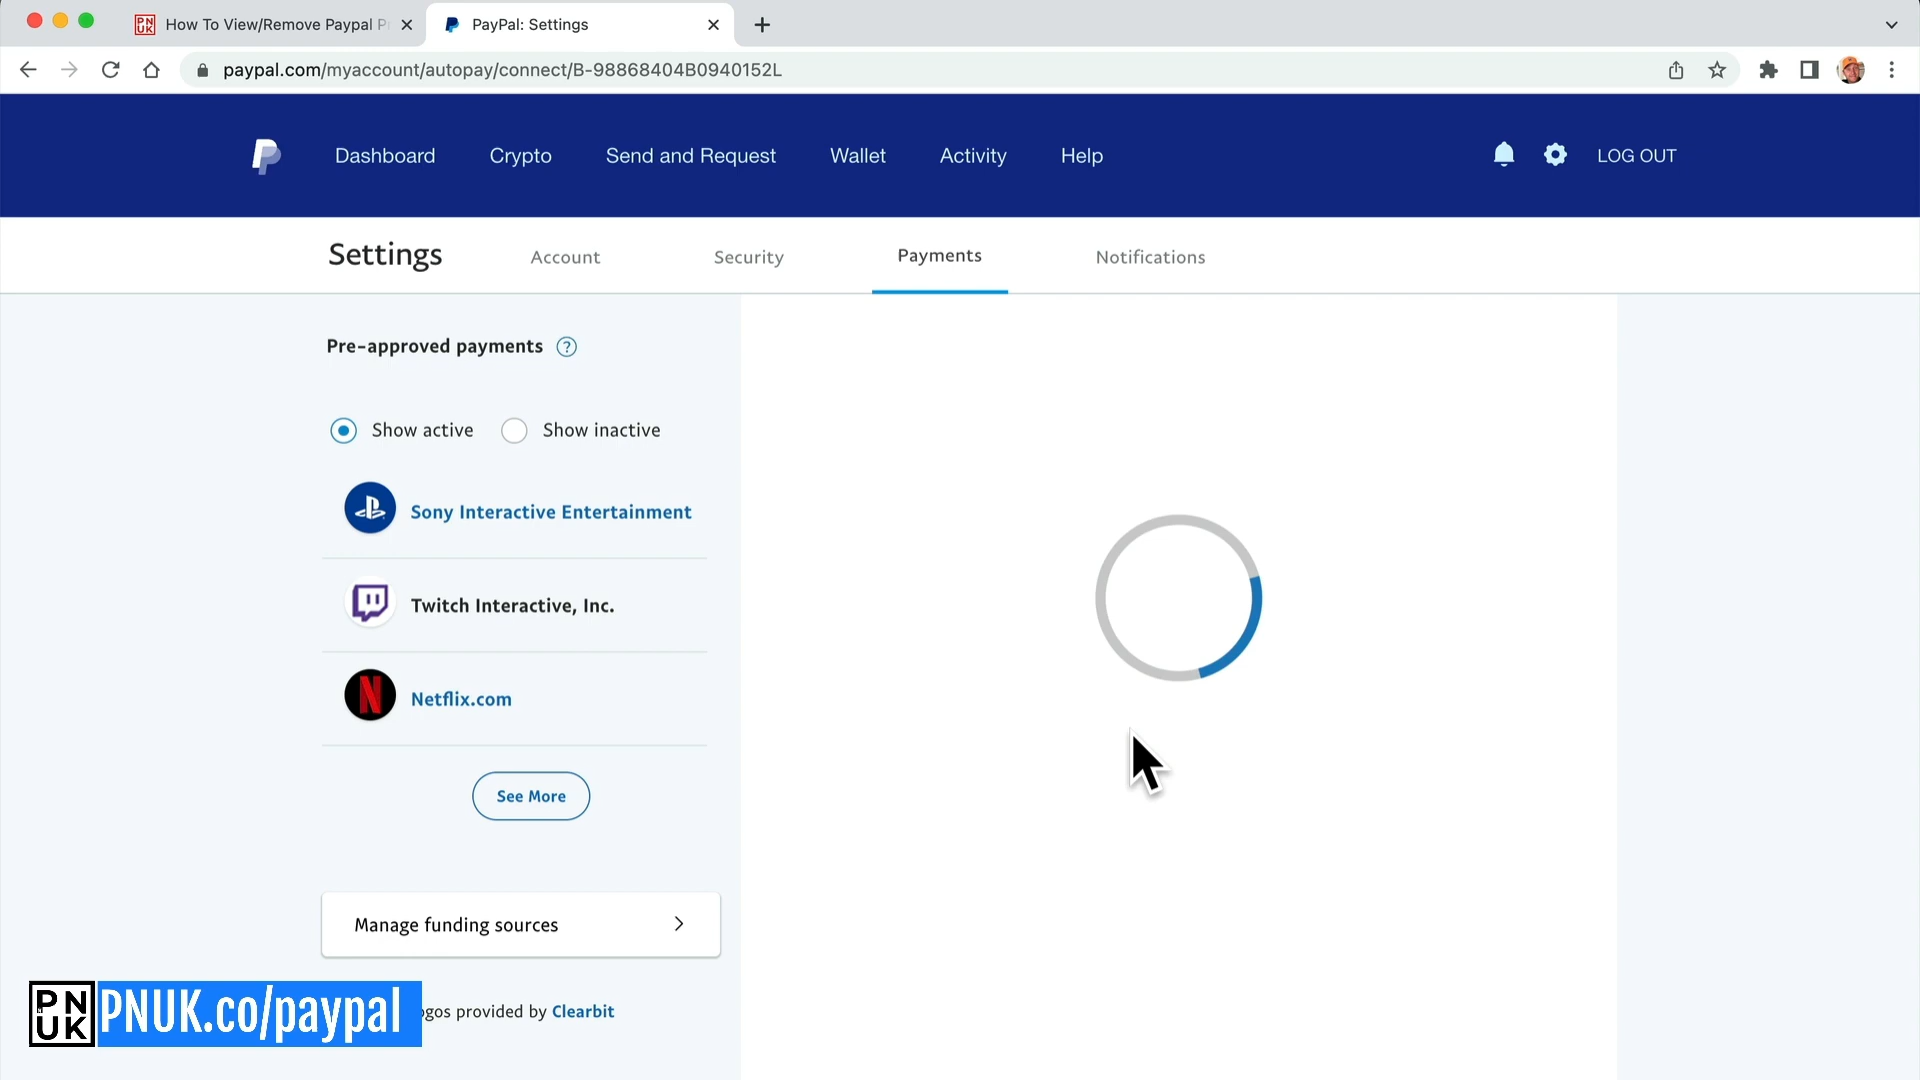 How To View/Remove Paypal P
PayPal: Settings
paypal.com/myaccount/autopay/connect/B-98868404B0940152L
Dashboard
Crypto
Send and Request
Wallet
Activity
Help
LOG OUT
Settings
Account
Security
Payments
Notifications
Pre-approved payments
?
Show active
Show inactive
Sony Interactive Entertainment
Twitch Interactive, Inc.
N
Netflix.com
See More
Manage funding sources
ogos provided by Clearbit
PN
UK
PNUK.co/paypal